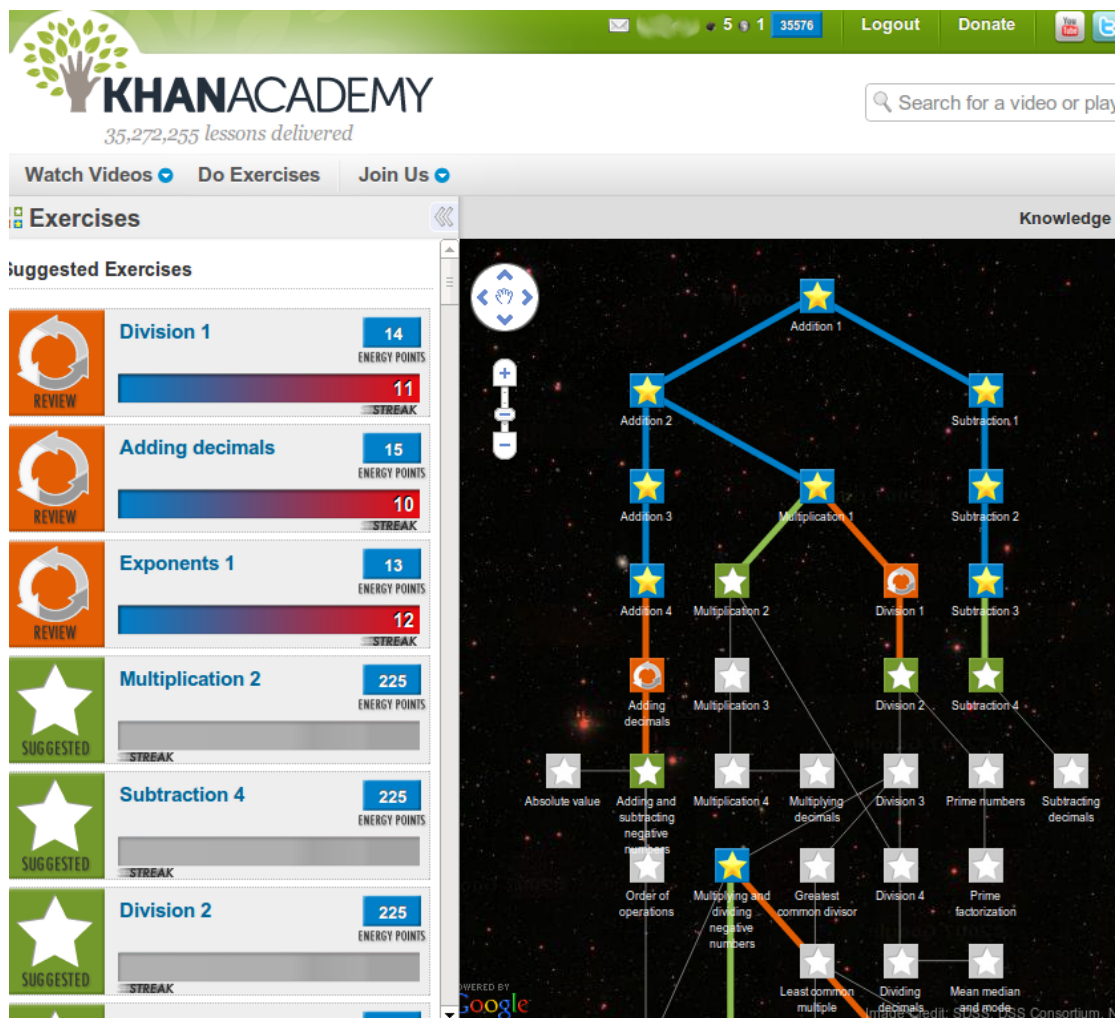 5 1 35576 Logout Donate You Tube
KHANACADEMY
35,272,255 lessons delivered
Search for a video or play
Watch Videos Do Exercises Join Us
Exercises
Knowledge
Suggested Exercises
Division 1 14
ENERGY POINTS
11
STREAK
REVIEW
Adding decimals 15
ENERGY POINTS
10
STREAK
REVIEW
Exponents 1 13
ENERGY POINTS
12
STREAK
REVIEW
Multiplication 2 225
ENERGY POINTS
STREAK
SUGGESTED
Subtraction 4 225
ENERGY POINTS
STREAK
SUGGESTED
Division 2 225
ENERGY POINTS
STREAK
SUGGESTED
Addition 1
Addition 2 Subtraction 1
Addition 3 Multiplication 1 Subtraction 2
Addition 4 Multiplication 2 Division 1 Subtraction 3
Adding decimals Multiplication 3 Division 2 Subtraction 4
Absolute value Adding and subtracting negative numbers Multiplication 4 Multiplying decimals Division 3 Prime numbers Subtracting decimals
Order of operations Multiplying and dividing negative numbers Greatest common divisor Division 4 Prime factorization
Least common multiple Dividing decimals Mean median and mode
POWERED BY
Google
Image Credit: SDSS, DSS Consortium, N